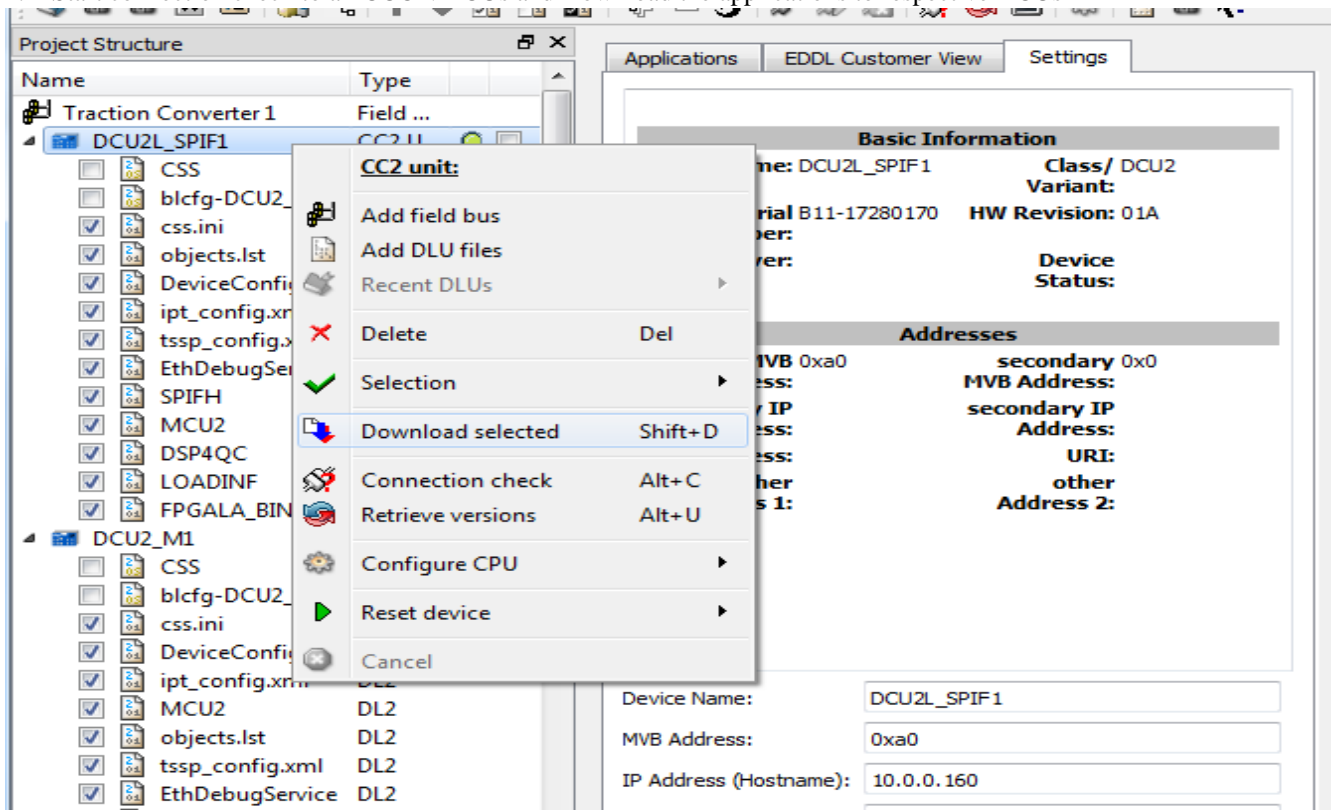 Project Structure
Name Type
Traction Converter 1 Field ...
DCU2L_SPIF1
CSS
blcfg-DCU2_
css.ini
objects.lst
DeviceConfi
ipt_config.xr
tssp_config.
EthDebugSer
SPIFH
MCU2
DSP4QC
LOADINF
FPGALA_BIN
DCU2_M1
CSS
blcfg-DCU2_
css.ini
DeviceConfi
ipt_config.xml
MCU2 DL2
objects.lst DL2
tssp_config.xml DL2
EthDebugService DL2
CC2 unit:
Add field bus
Add DLU files
Recent DLUs
Delete Del
Selection
Download selected Shift+D
Connection check Alt+C
Retrieve versions Alt+U
Configure CPU
Reset device
Cancel
Applications EDDL Customer View Settings
Basic Information
me: DCU2L_SPIF1 Class/ DCU2
Variant:
rial B11-17280170 HW Revision: 01A
er:
ver: Device
Status:
Addresses
MVB 0xa0 secondary 0x0
ess: MVB Address:
IP secondary IP
ess: Address:
ess: URI:
her other
s 1: Address 2:
Device Name: DCU2L_SPIF1
MVB Address: 0xa0
IP Address (Hostname): 10.0.0.160